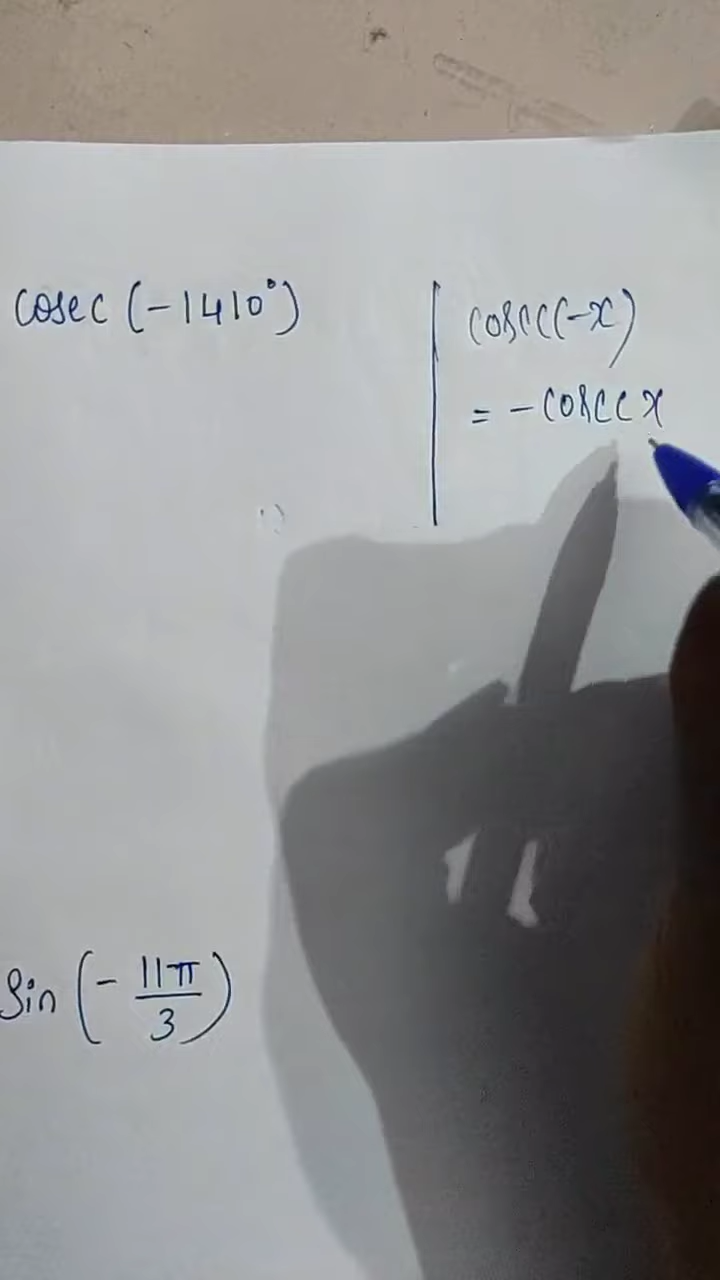 cosec (-1410°)
cosec(-x)
= - cosec x
sin (- 11π/3)